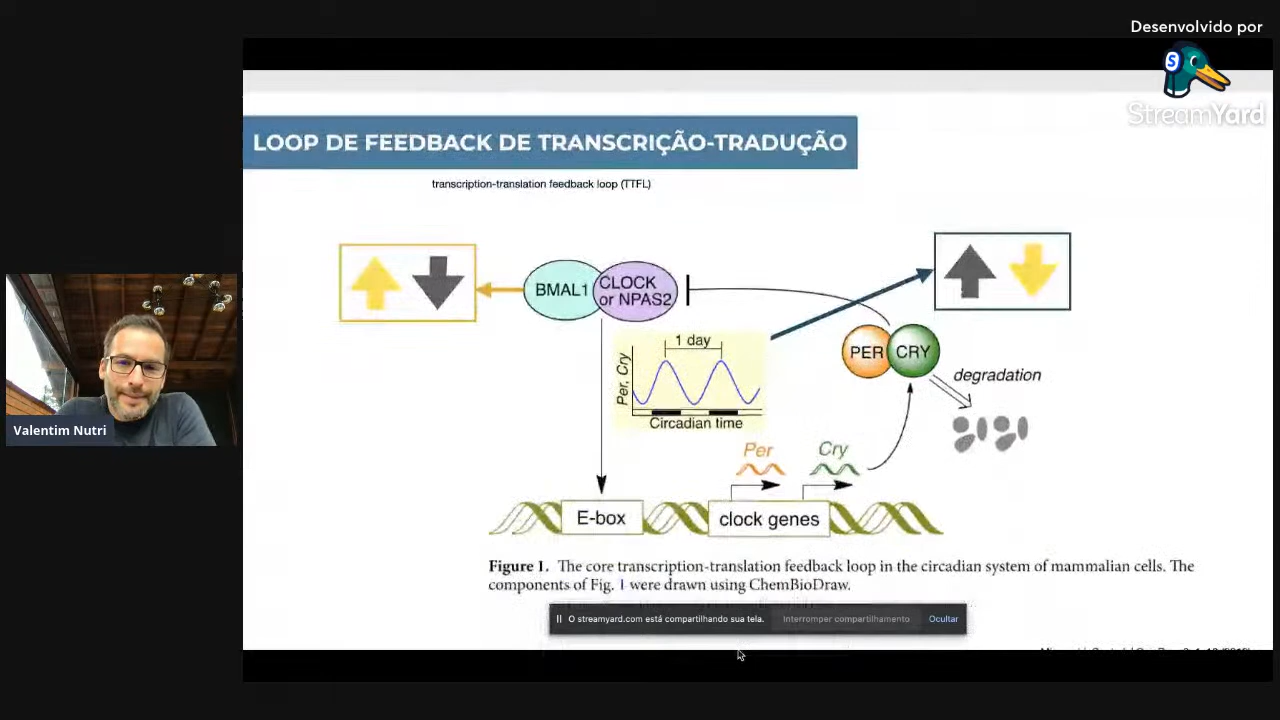 Desenvolvido por
S
StreamYard
LOOP DE FEEDBACK DE TRANSCRIÇÃO-TRADUÇÃO
transcription-translation feedback loop (TTFL)
BMAL1
CLOCK
or NPAS2
1 day
Per, Cry
Circadian time
PER
CRY
degradation
Per
Cry
E-box
clock genes
Valentim Nutri
Figure 1. The core transcription-translation feedback loop in the circadian system of mammalian cells. The
components of Fig. 1 were drawn using ChemBioDraw.
O streamyard.com está compartilhando sua tela.
Interromper compartilhamento
Ocultar